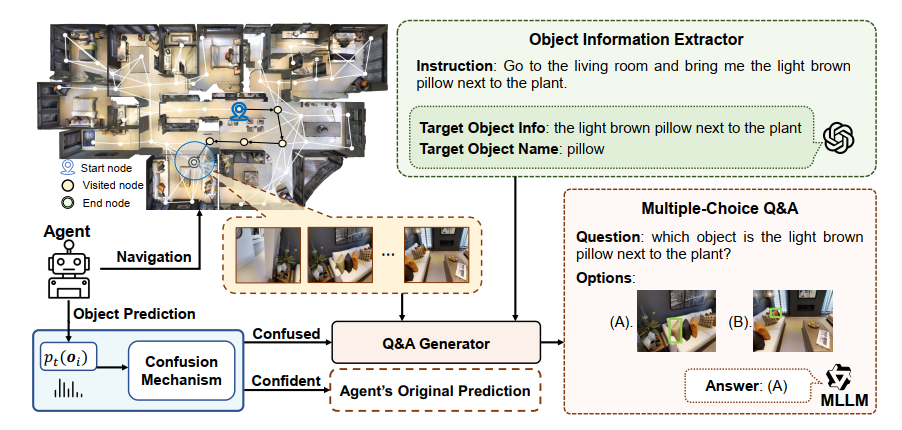 Start node
Visited node
End node
Agent
Navigation
Object Prediction
pₜ(oᵢ)
Confusion
Mechanism
Confused
Confident
...
Q&A Generator
Agent's Original Prediction
Object Information Extractor
Instruction: Go to the living room and bring me the light brown
pillow next to the plant.
Target Object Info: the light brown pillow next to the plant
Target Object Name: pillow
Multiple-Choice Q&A
Question: which object is the light brown
pillow next to the plant?
Options:
(A).
(B).
Answer: (A)
MLLM